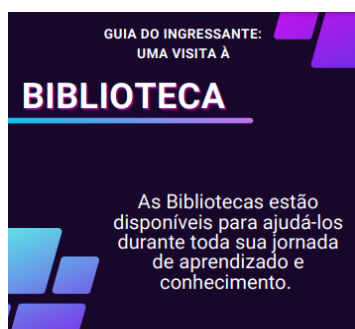 GUIA DO INGRESSANTE:
UMA VISITA À
BIBLIOTECA
As Bibliotecas estão
disponíveis para ajudá-los
durante toda sua jornada
de aprendizado e
conhecimento.